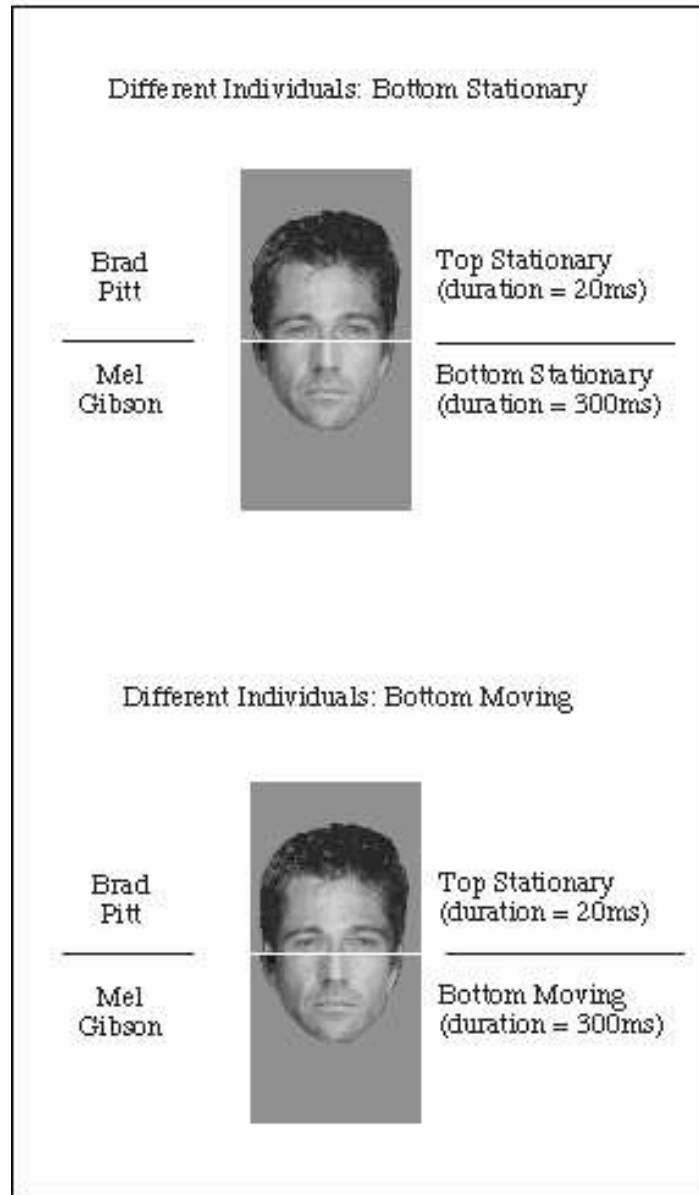 Different Individuals: Bottom Stationary
Brad
Pitt
Top Stationary
(duration = 20ms)
Mel
Gibson
Bottom Stationary
(duration = 300ms)
Different Individuals: Bottom Moving
Brad
Pitt
Top Stationary
(duration = 20ms)
Mel
Gibson
Bottom Moving
(duration = 300ms)